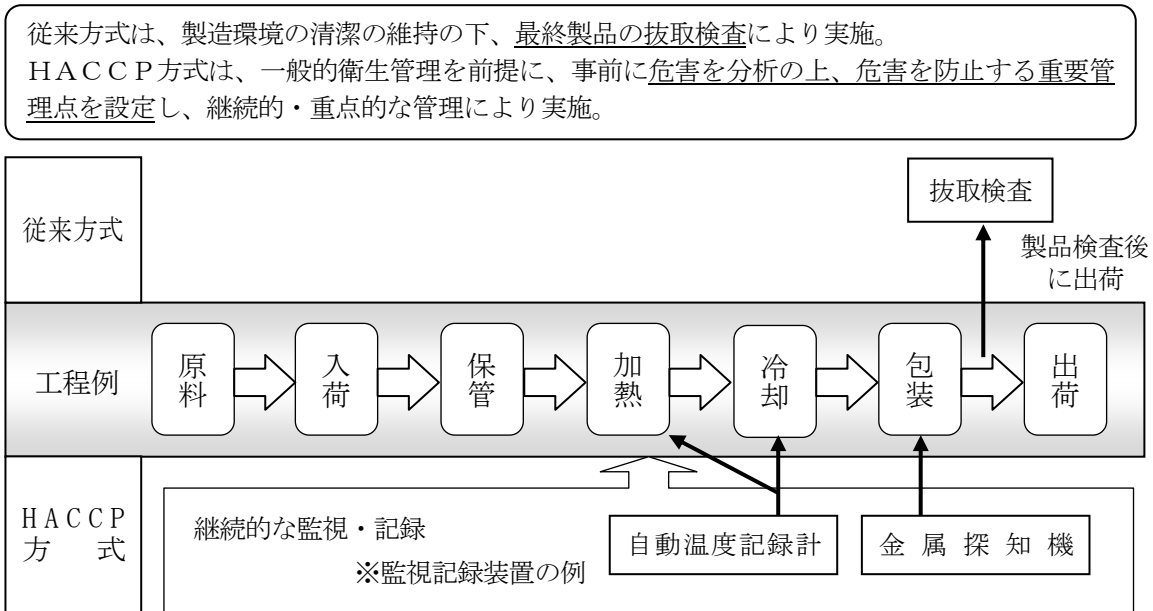 従来方式は、製造環境の清潔の維持の下、最終製品の抜取検査により実施。
ＨＡＣＣＰ方式は、一般的衛生管理を前提に、事前に危害を分析の上、危害を防止する重要管
理点を設定し、継続的・重点的な管理により実施。
従来方式
抜取検査
製品検査後
に出荷
工程例
原料
入荷
保管
加熱
冷却
包装
出荷
HACCP
方　式
継続的な監視・記録
※監視記録装置の例
自動温度記録計
金属探知機